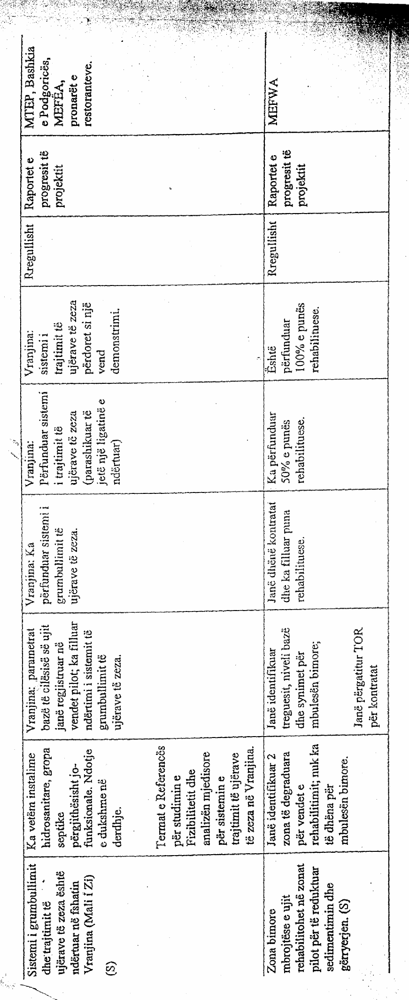 Sistemi i grumbullimit
dhe trajtimit të
ujërave të zeza është
ndërtuar në fshatin
Vranjina (Mali i Zi)
(S)
Ka vetëm instalime
hidrosanitare, gropa
septike
përgjithësisht jo-
funksionale. Ndotje
e dukshme në
derdhje.
Termat e Referencës
për studimin e
Fizibilitetit dhe
analizën mjedisore
për sistemin e
trajtimit të ujërave
të zeza në Vranjina.
Vranjina: parametrat
bazë të cilësisë së ujit
janë regjistruar në
vendet pilot; ka filluar
ndërtimi i sistemit të
grumbullimit të
ujërave të zeza.
Vranjina: Ka
përfunduar sistemi i
grumbullimit të
ujërave të zeza.
Vranjina:
Përfunduar sistemi
i trajtimit të
ujërave të zeza
(parashikuar të
jetë një ligatinë e
ndërtuar)
Vranjina:
sistemi i
trajtimit të
ujërave të zeza
përdoret si një
vend
demonstrimi.
Rregullisht
Raportet e
progresit të
projektit
MTEP, Bashkia
e Podgoricës,
MEFËA,
pronarët e
restoranteve.
Zona bimore
mbrojtëse e ujit
rehabilitohet në zonat
pilot për të reduktuar
sedimentimin dhe
gërryerjen. (S)
Janë identifikuar 2
zona të degraduara
për vendet e
rehabilitimit; nuk ka
të dhëna për
mbulesën bimore.
Janë identifikuar
treguesit, niveli bazë
dhe synimet për
mbulesën bimore;
Janë përgatitur TOR
për kontratat
Janë dhënë kontratat
dhe ka filluar puna
rehabilituese.
Ka përfunduar
50% e punës
rehabilituese.
Është
përfunduar
100% e punës
rehabilituese.
Rregullisht
Raportet e
progresit të
projektit
MEFWA